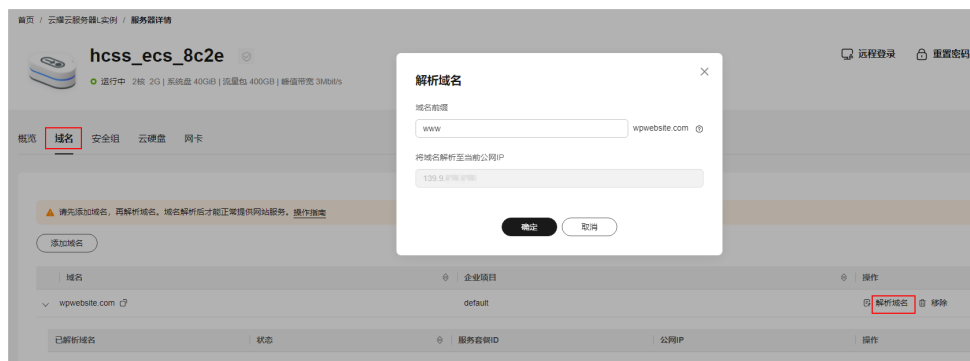 首页 / 云耀云服务器L实例 / 服务器详情
hcss_ecs_8c2e
运行中 2核 2G | 系统盘 40GiB | 流量包 400GB | 峰值带宽 3Mbit/s
远程登录 重置密码
概览 域名 安全组 云硬盘 网卡
请先添加域名,再解析域名。域名解析后才能正常提供网站服务。操作指南
添加域名
域名 企业项目 操作
wpwebsite.com default 解析域名 移除
已解析域名 状态 服务套餐ID 公网IP 操作
解析域名
域名前缀
www wpwebsite.com
将域名解析至当前公网IP
139.9.
确定 取消